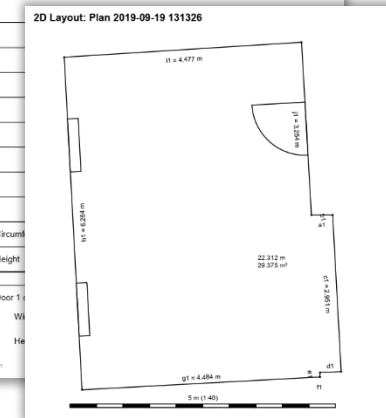 2D Layout: Plan 2019-09-19 131326
i1 = 4.477 m
j1 = 3.254 m
h1 = 6.264 m
a1
22.312 m
29.375 m²
c1 = 2.951 m
d1
e1
g1 = 4.484 m
f1
5 m (1:40)
Circumf
Height
Door 1
Wi
He